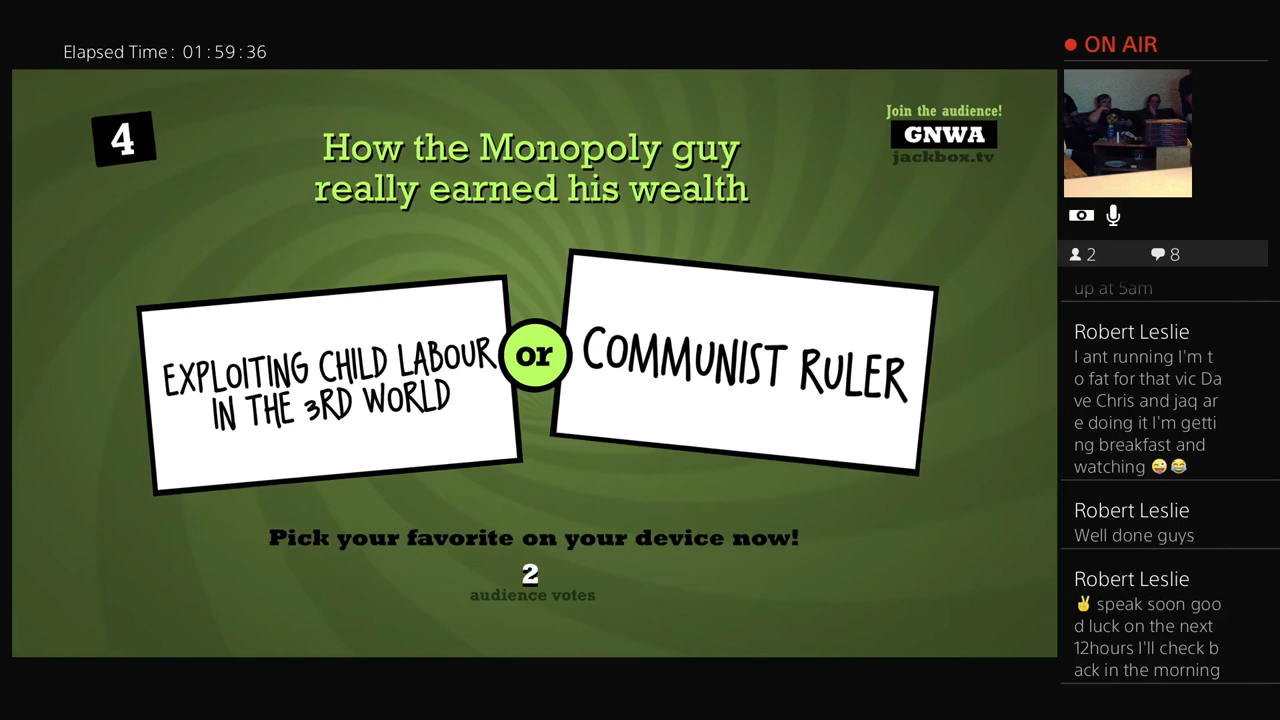 Elapsed Time: 01:59:36
ON AIR
4
How the Monopoly guy
really earned his wealth
Join the audience!
GNWA
jackbox.tv
EXPLOITING CHILD LABOUR
IN THE 3RD WORLD
or
COMMUNIST RULER
Pick your favorite on your device now!
2
audience votes
2
8
up at 5am
Robert Leslie
I ant running I'm t
o fat for that vic Da
ve Chris and jaq ar
e doing it I'm getti
ng breakfast and
watching 😜😂
Robert Leslie
Well done guys
Robert Leslie
✌ speak soon goo
d luck on the next
12hours I'll check b
ack in the morning